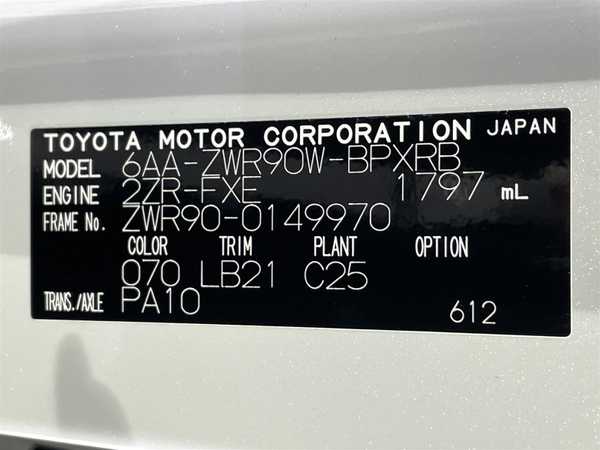 TOYOTA MOTOR CORPORATION JAPAN
MODEL 6AA-ZWR90W-BPXRB
ENGINE 2ZR-FXE 1797 mL
FRAME No. ZWR90-0149970
COLOR TRIM PLANT OPTION
070 LB21 C25
TRANS./AXLE PA10
612